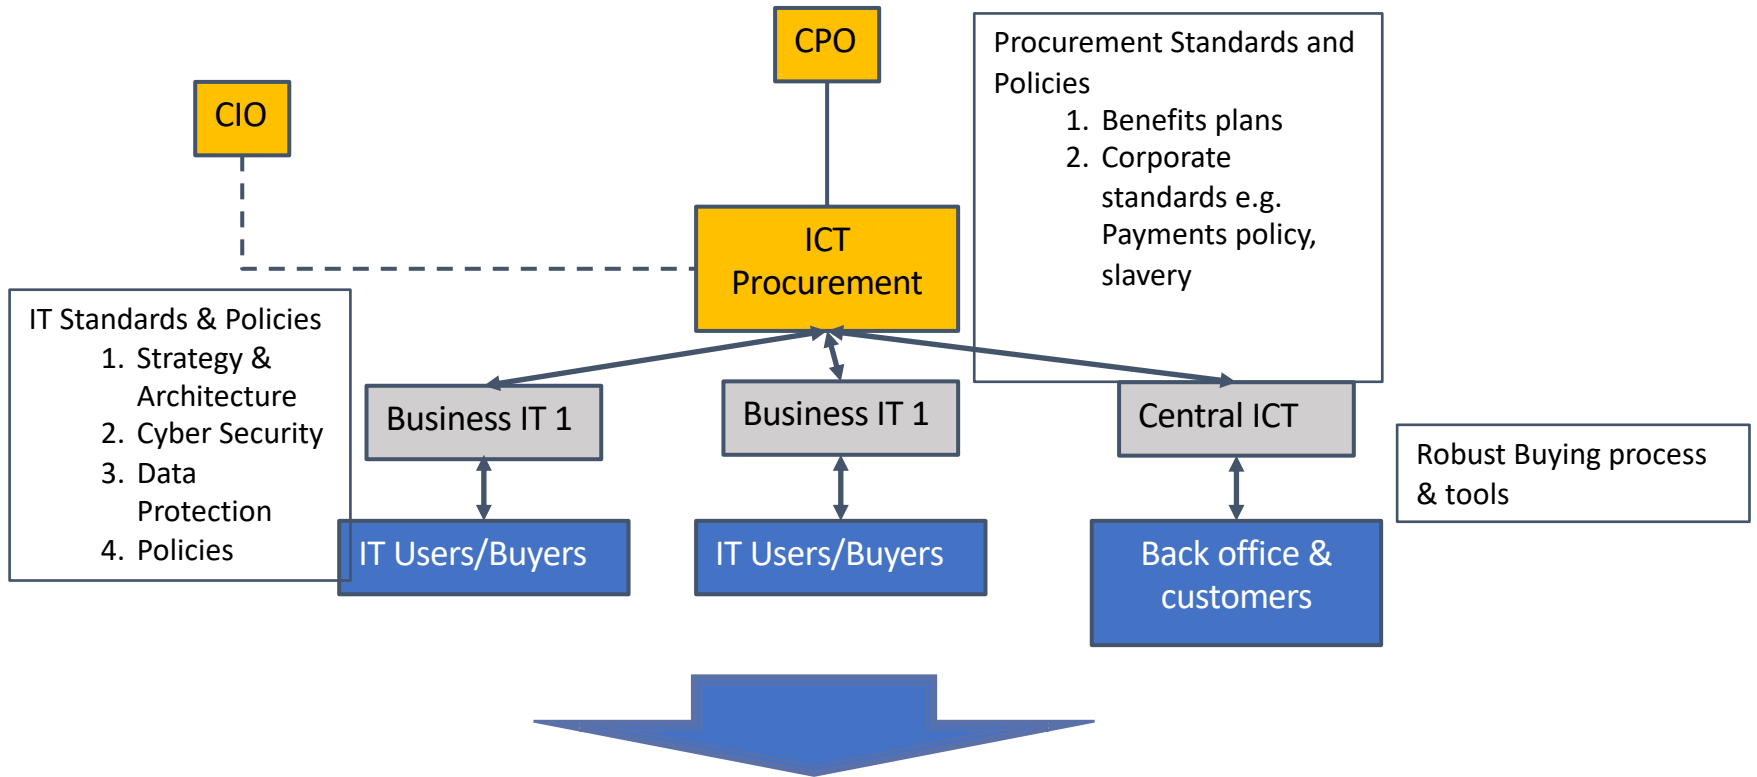 CPO
CIO
Procurement Standards and
Policies
1. Benefits plans
2. Corporate
standards e.g.
Payments policy,
slavery
ICT
Procurement
IT Standards & Policies
1. Strategy &
Architecture
2. Cyber Security
3. Data
Protection
4. Policies
Business IT 1
Business IT 1
Central ICT
Robust Buying process
& tools
IT Users/Buyers
IT Users/Buyers
Back office &
customers